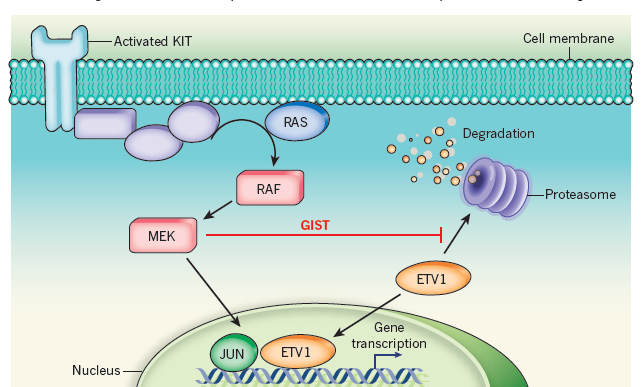 Activated KIT
Cell membrane
RAS
Degradation
RAF
Proteasome
GIST
MEK
ETV1
Gene
transcription
JUN
ETV1
Nucleus